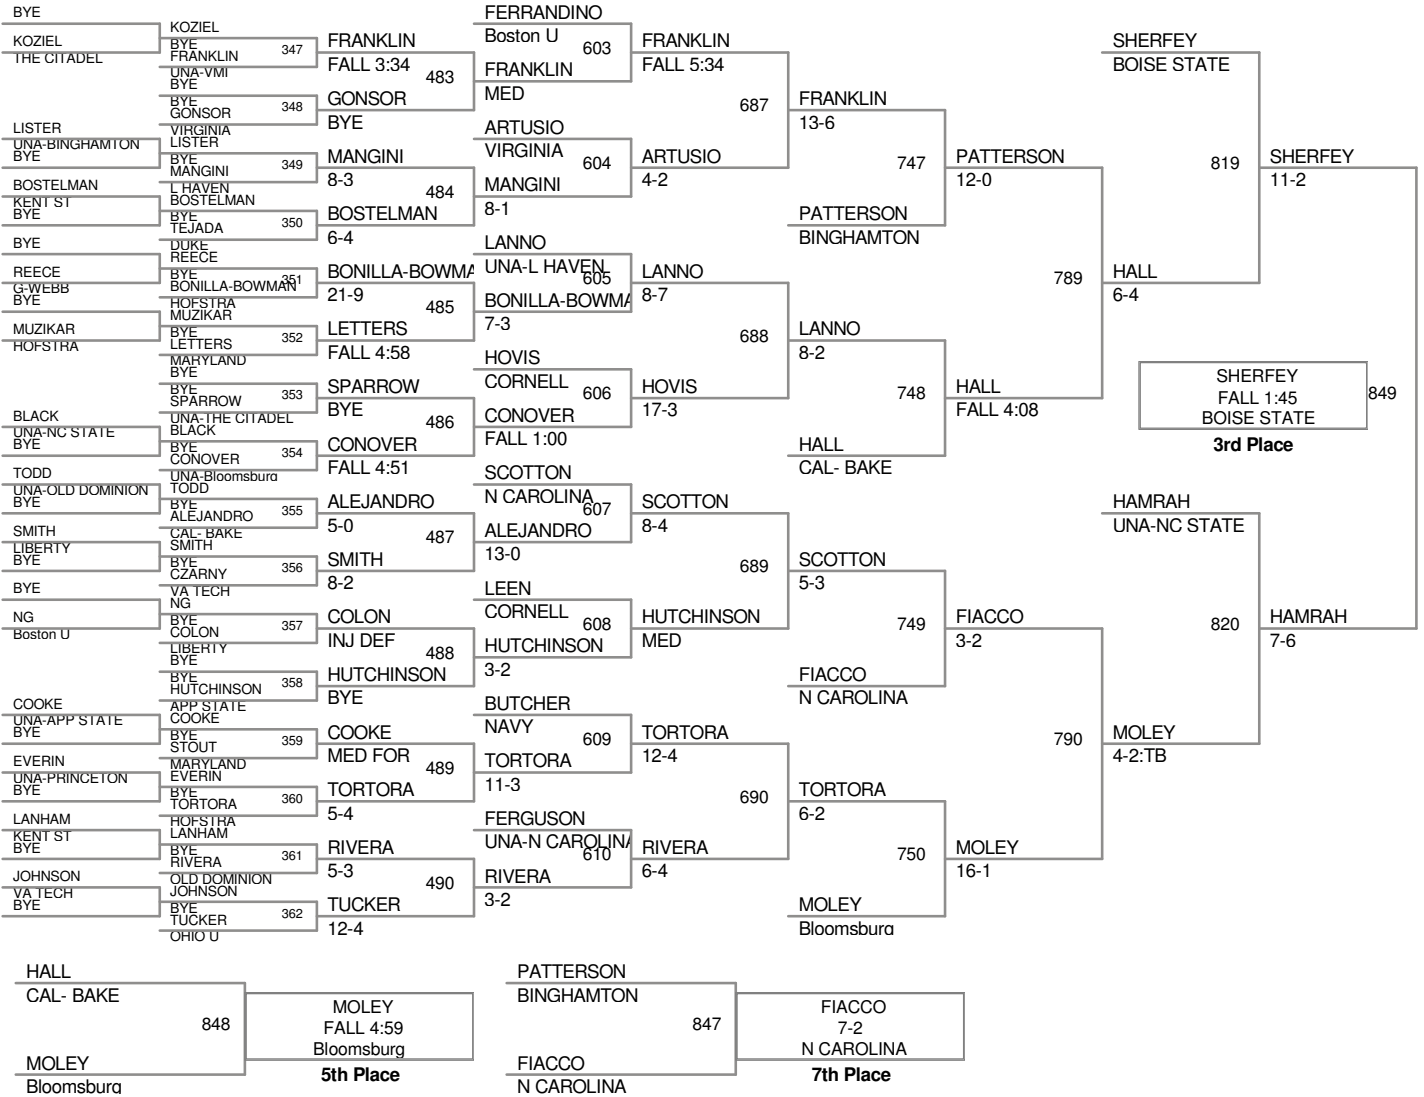 BYE
KOZIEL
THE CITADEL
LISTER
UNA-BINGHAMTON
BYE
BOSTELMAN
KENT ST
BYE
BYE
REECE
G-WEBB
BYE
MUZIKAR
HOFSTRA
BLACK
UNA-NC STATE
BYE
TODD
UNA-OLD DOMINION
BYE
SMITH
LIBERTY
BYE
BYE
NG
Boston U
COOKE
UNA-APP STATE
BYE
EVERIN
UNA-PRINCETON
BYE
LANHAM
KENT ST
BYE
JOHNSON
VA TECH
BYE
KOZIEL
BYE
347
FRANKLIN
UNA-VMI
BYE
BYE
348
GONSOR
VIRGINIA
LISTER
BYE
349
MANGINI
L HAVEN
BOSTELMAN
BYE
350
TEJADA
DUKE
REECE
BYE
351
BONILLA-BOWMAN
HOFSTRA
MUZIKAR
BYE
352
LETTERS
MARYLAND
BYE
BYE
353
SPARROW
UNA-THE CITADEL
BLACK
BYE
354
CONOVER
UNA-Bloomsburg
TODD
BYE
355
ALEJANDRO
CAL- BAKE
SMITH
BYE
356
CZARNY
VA TECH
NG
BYE
357
COLON
LIBERTY
BYE
BYE
358
HUTCHINSON
APP STATE
COOKE
BYE
359
STOUT
MARYLAND
EVERIN
BYE
360
TORTORA
HOFSTRA
LANHAM
BYE
361
RIVERA
OLD DOMINION
JOHNSON
BYE
362
TUCKER
OHIO U
FRANKLIN
FALL 3:34
483
GONSOR
BYE
MANGINI
8-3
484
BOSTELMAN
6-4
BONILLA-BOWMA
21-9
485
LETTERS
FALL 4:58
SPARROW
BYE
486
CONOVER
FALL 4:51
ALEJANDRO
5-0
487
SMITH
8-2
COLON
INJ DEF
488
HUTCHINSON
BYE
COOKE
MED FOR
489
TORTORA
5-4
RIVERA
5-3
490
TUCKER
12-4
FERRANDINO
Boston U
603
FRANKLIN
MED
ARTUSIO
VIRGINIA
604
MANGINI
8-1
LANNO
UNA-L HAVEN
605
BONILLA-BOWMA
7-3
HOVIS
CORNELL
606
CONOVER
FALL 1:00
SCOTTON
N CAROLINA
607
ALEJANDRO
13-0
LEEN
CORNELL
608
HUTCHINSON
3-2
BUTCHER
NAVY
609
TORTORA
11-3
FERGUSON
UNA-N CAROLINA
610
RIVERA
3-2
FRANKLIN
FALL 5:34
687
ARTUSIO
4-2
LANNO
8-7
688
HOVIS
17-3
SCOTTON
8-4
689
HUTCHINSON
MED
TORTORA
12-4
690
RIVERA
6-4
FRANKLIN
13-6
747
PATTERSON
BINGHAMTON
LANNO
8-2
748
HALL
CAL- BAKE
SCOTTON
5-3
749
FIACCO
N CAROLINA
TORTORA
6-2
750
MOLEY
Bloomsburg
PATTERSON
12-0
789
HALL
FALL 4:08
FIACCO
3-2
790
MOLEY
16-1
SHERFEY
BOISE STATE
819
HALL
6-4
HAMRAH
UNA-NC STATE
820
MOLEY
4-2:TB
SHERFEY
11-2
SHERFEY
FALL 1:45
BOISE STATE
849
3rd Place
HAMRAH
7-6
HALL
CAL- BAKE
848
MOLEY
Bloomsburg
MOLEY
FALL 4:59
Bloomsburg
5th Place
PATTERSON
BINGHAMTON
847
FIACCO
N CAROLINA
FIACCO
7-2
N CAROLINA
7th Place